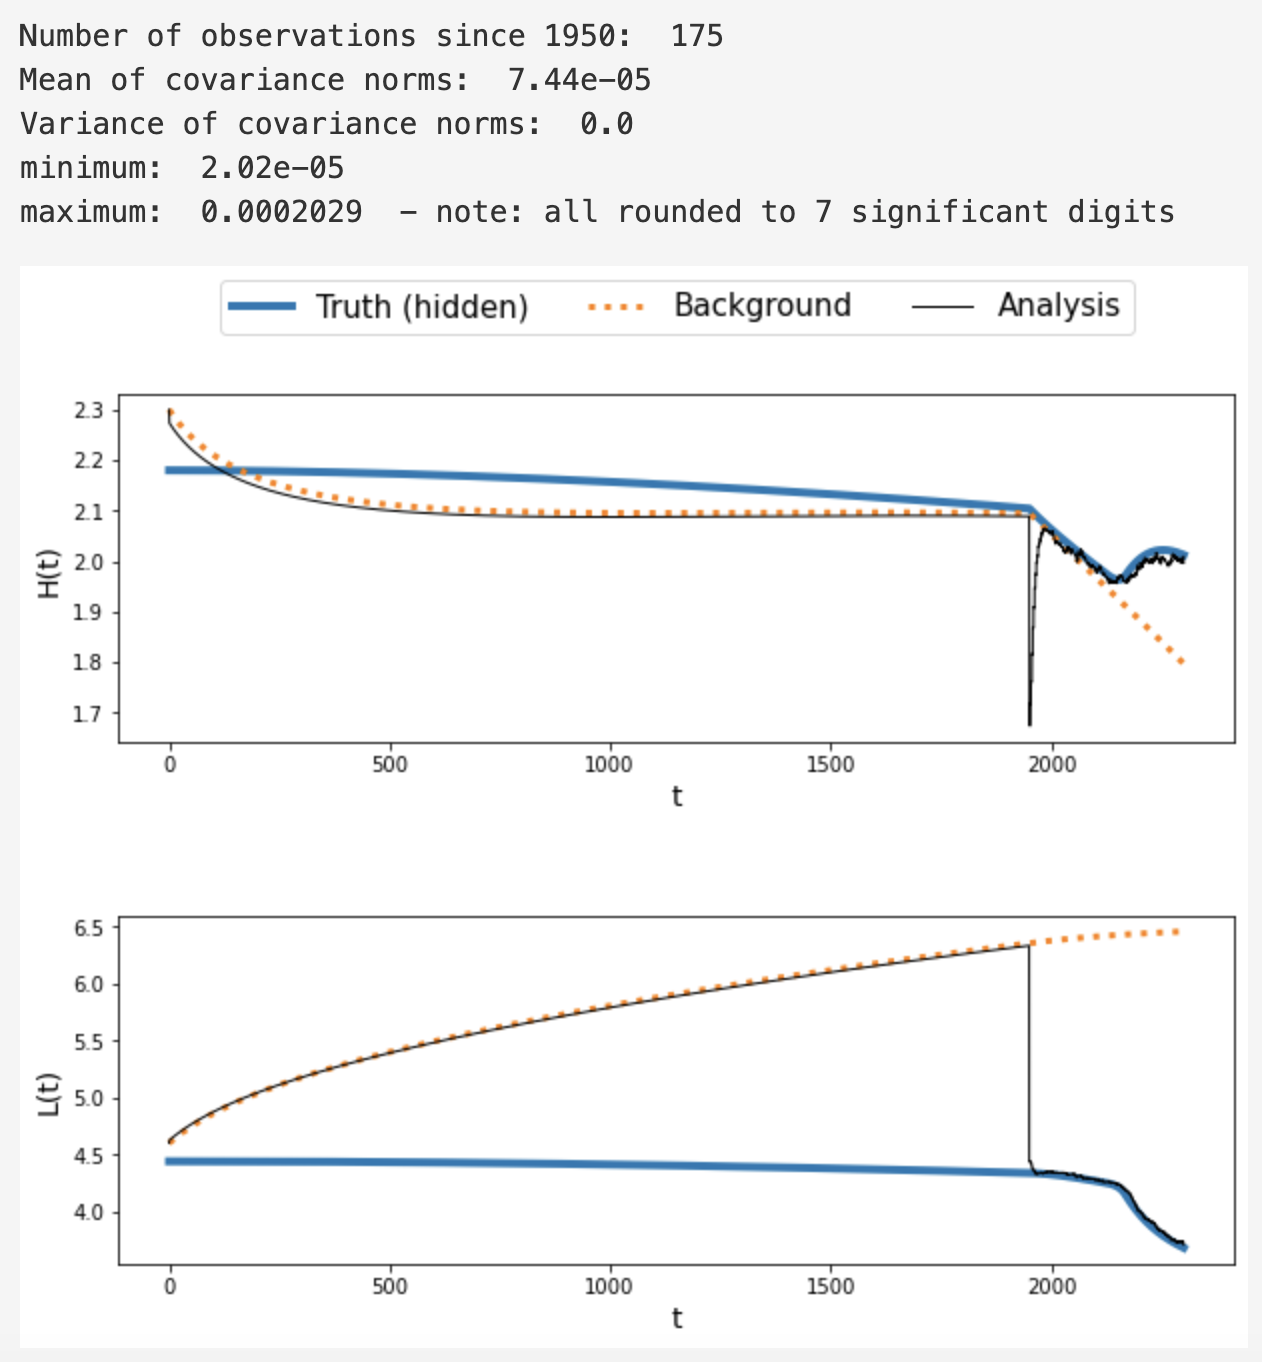 Number of observations since 1950:  175
Mean of covariance norms:  7.44e-05
Variance of covariance norms:  0.0
minimum:  2.02e-05
maximum:  0.0002029  – note: all rounded to 7 significant digits
Truth (hidden) Background Analysis
2.3
2.2
2.1
2.0
1.9
1.8
1.7
H(t)
0 500 1000 1500 2000
t
6.5
6.0
5.5
5.0
4.5
4.0
L(t)
0 500 1000 1500 2000
t